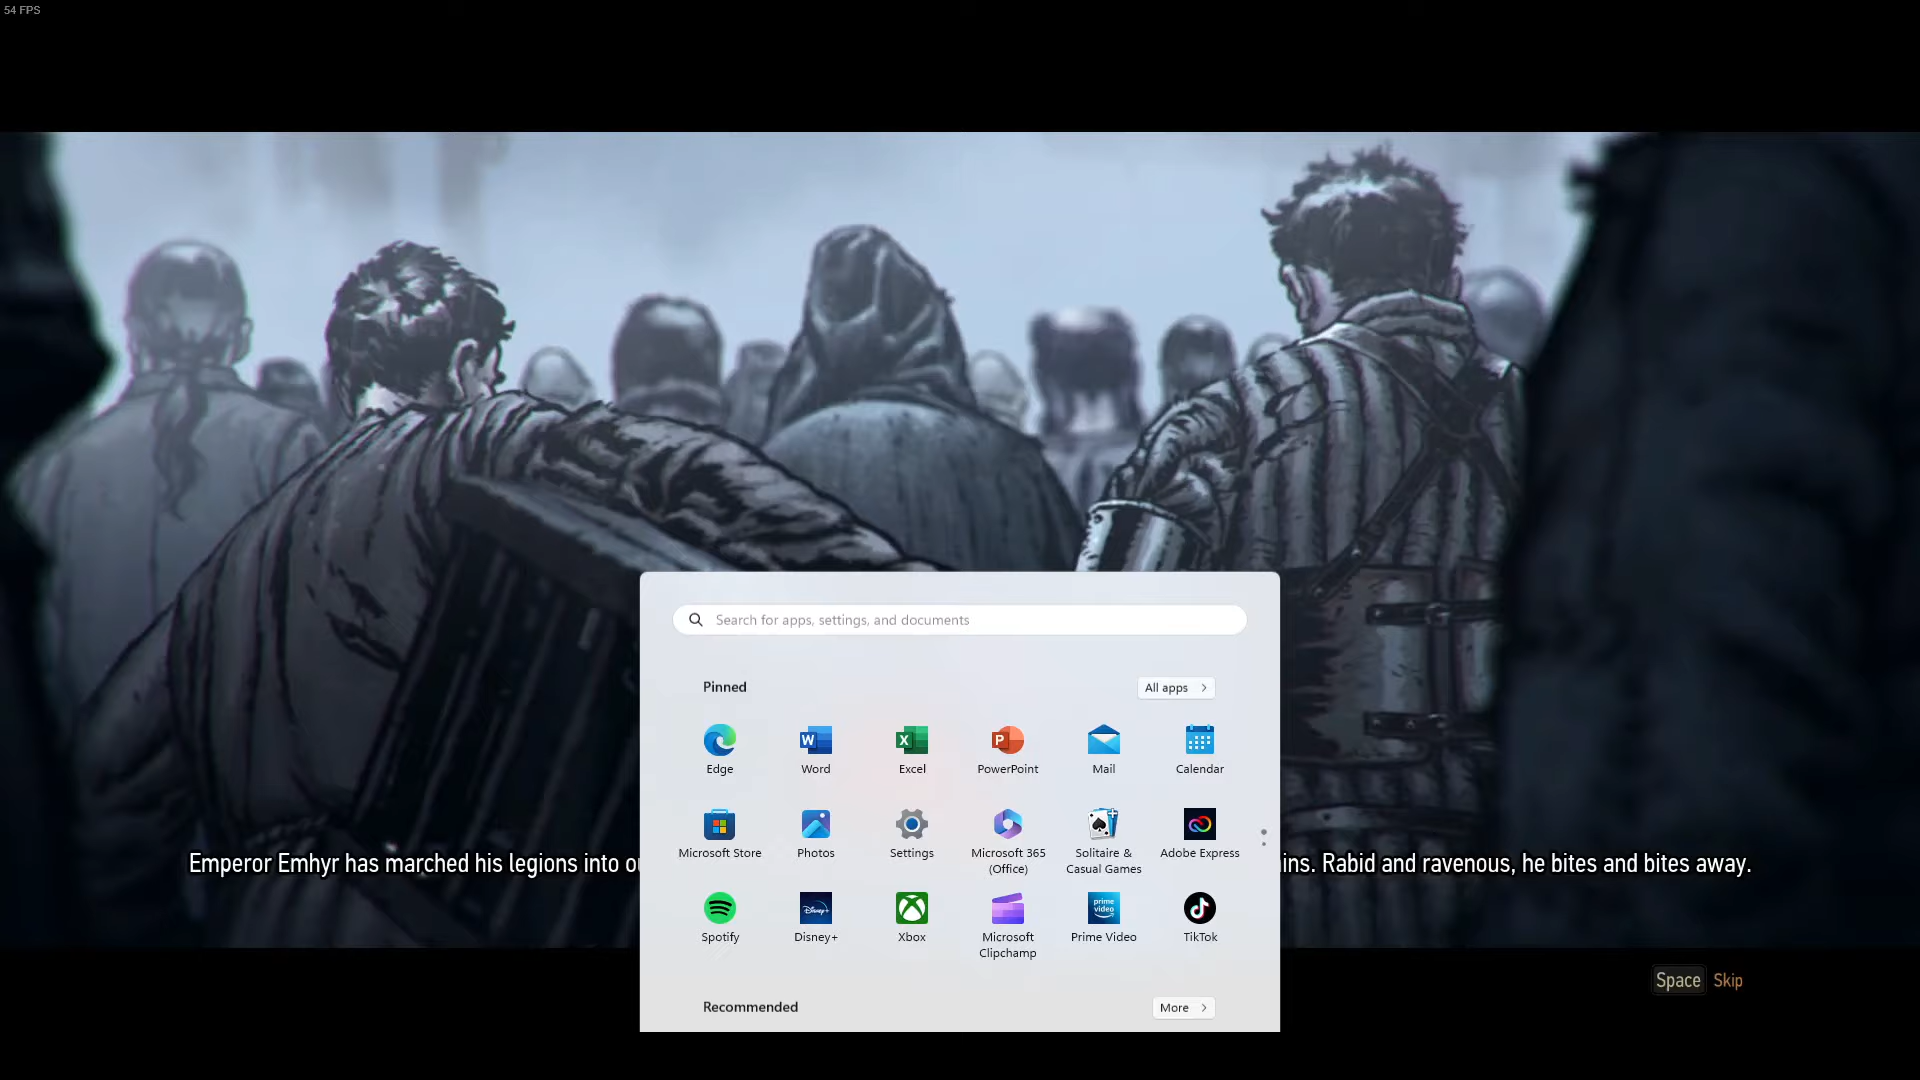 54 FPS
Search for apps, settings, and documents
Pinned
All apps
Edge
Word
Excel
PowerPoint
Mail
Calendar
Microsoft Store
Photos
Settings
Microsoft 365
(Office)
Solitaire &
Casual Games
Adobe Express
Emperor Emhyr has marched his legions into ins. Rabid and ravenous, he bites and bites away.
Spotify
Disney+
Xbox
Microsoft
Clipchamp
prime
video
Prime Video
TikTok
Space Skip
Recommended
More